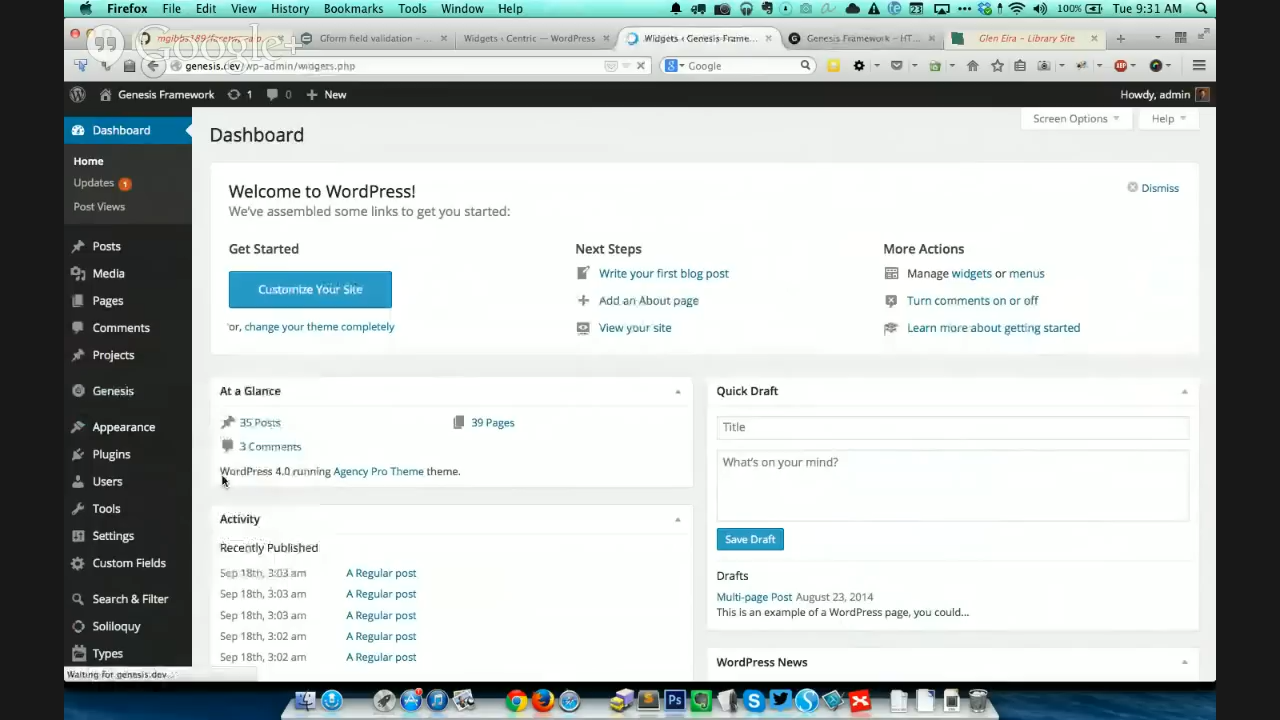 Firefox File Edit View History Bookmarks Tools Window Help 100% Tue 9:31 AM
Google+
Gform field validation – ... Widgets ‹ Centric — WordPress Widgets ‹ Genesis Frame... Genesis Framework – HT... Glen Eira – Library Site
genesis.dev/wp-admin/widgets.php Google
Genesis Framework 1 0 New Howdy, admin
Dashboard
Home
Updates 1
Post Views
Posts
Media
Pages
Comments
Projects
Genesis
Appearance
Plugins
Users
Tools
Settings
Custom Fields
Search & Filter
Soliloquy
Types
Waiting for genesis.dev...
Screen Options Help
Dashboard
Welcome to WordPress!
Dismiss
We've assembled some links to get you started:
Get Started
Customize Your Site
or, change your theme completely
Next Steps
Write your first blog post
Add an About page
View your site
More Actions
Manage widgets or menus
Turn comments on or off
Learn more about getting started
At a Glance
35 Posts 39 Pages
3 Comments
WordPress 4.0 running Agency Pro Theme theme.
Activity
Recently Published
Sep 18th, 3:03 am A Regular post
Sep 18th, 3:03 am A Regular post
Sep 18th, 3:03 am A Regular post
Sep 18th, 3:02 am A Regular post
Sep 18th, 3:02 am A Regular post
Quick Draft
Title
What's on your mind?
Save Draft
Drafts
Multi-page Post August 23, 2014
This is an example of a WordPress page, you could...
WordPress News